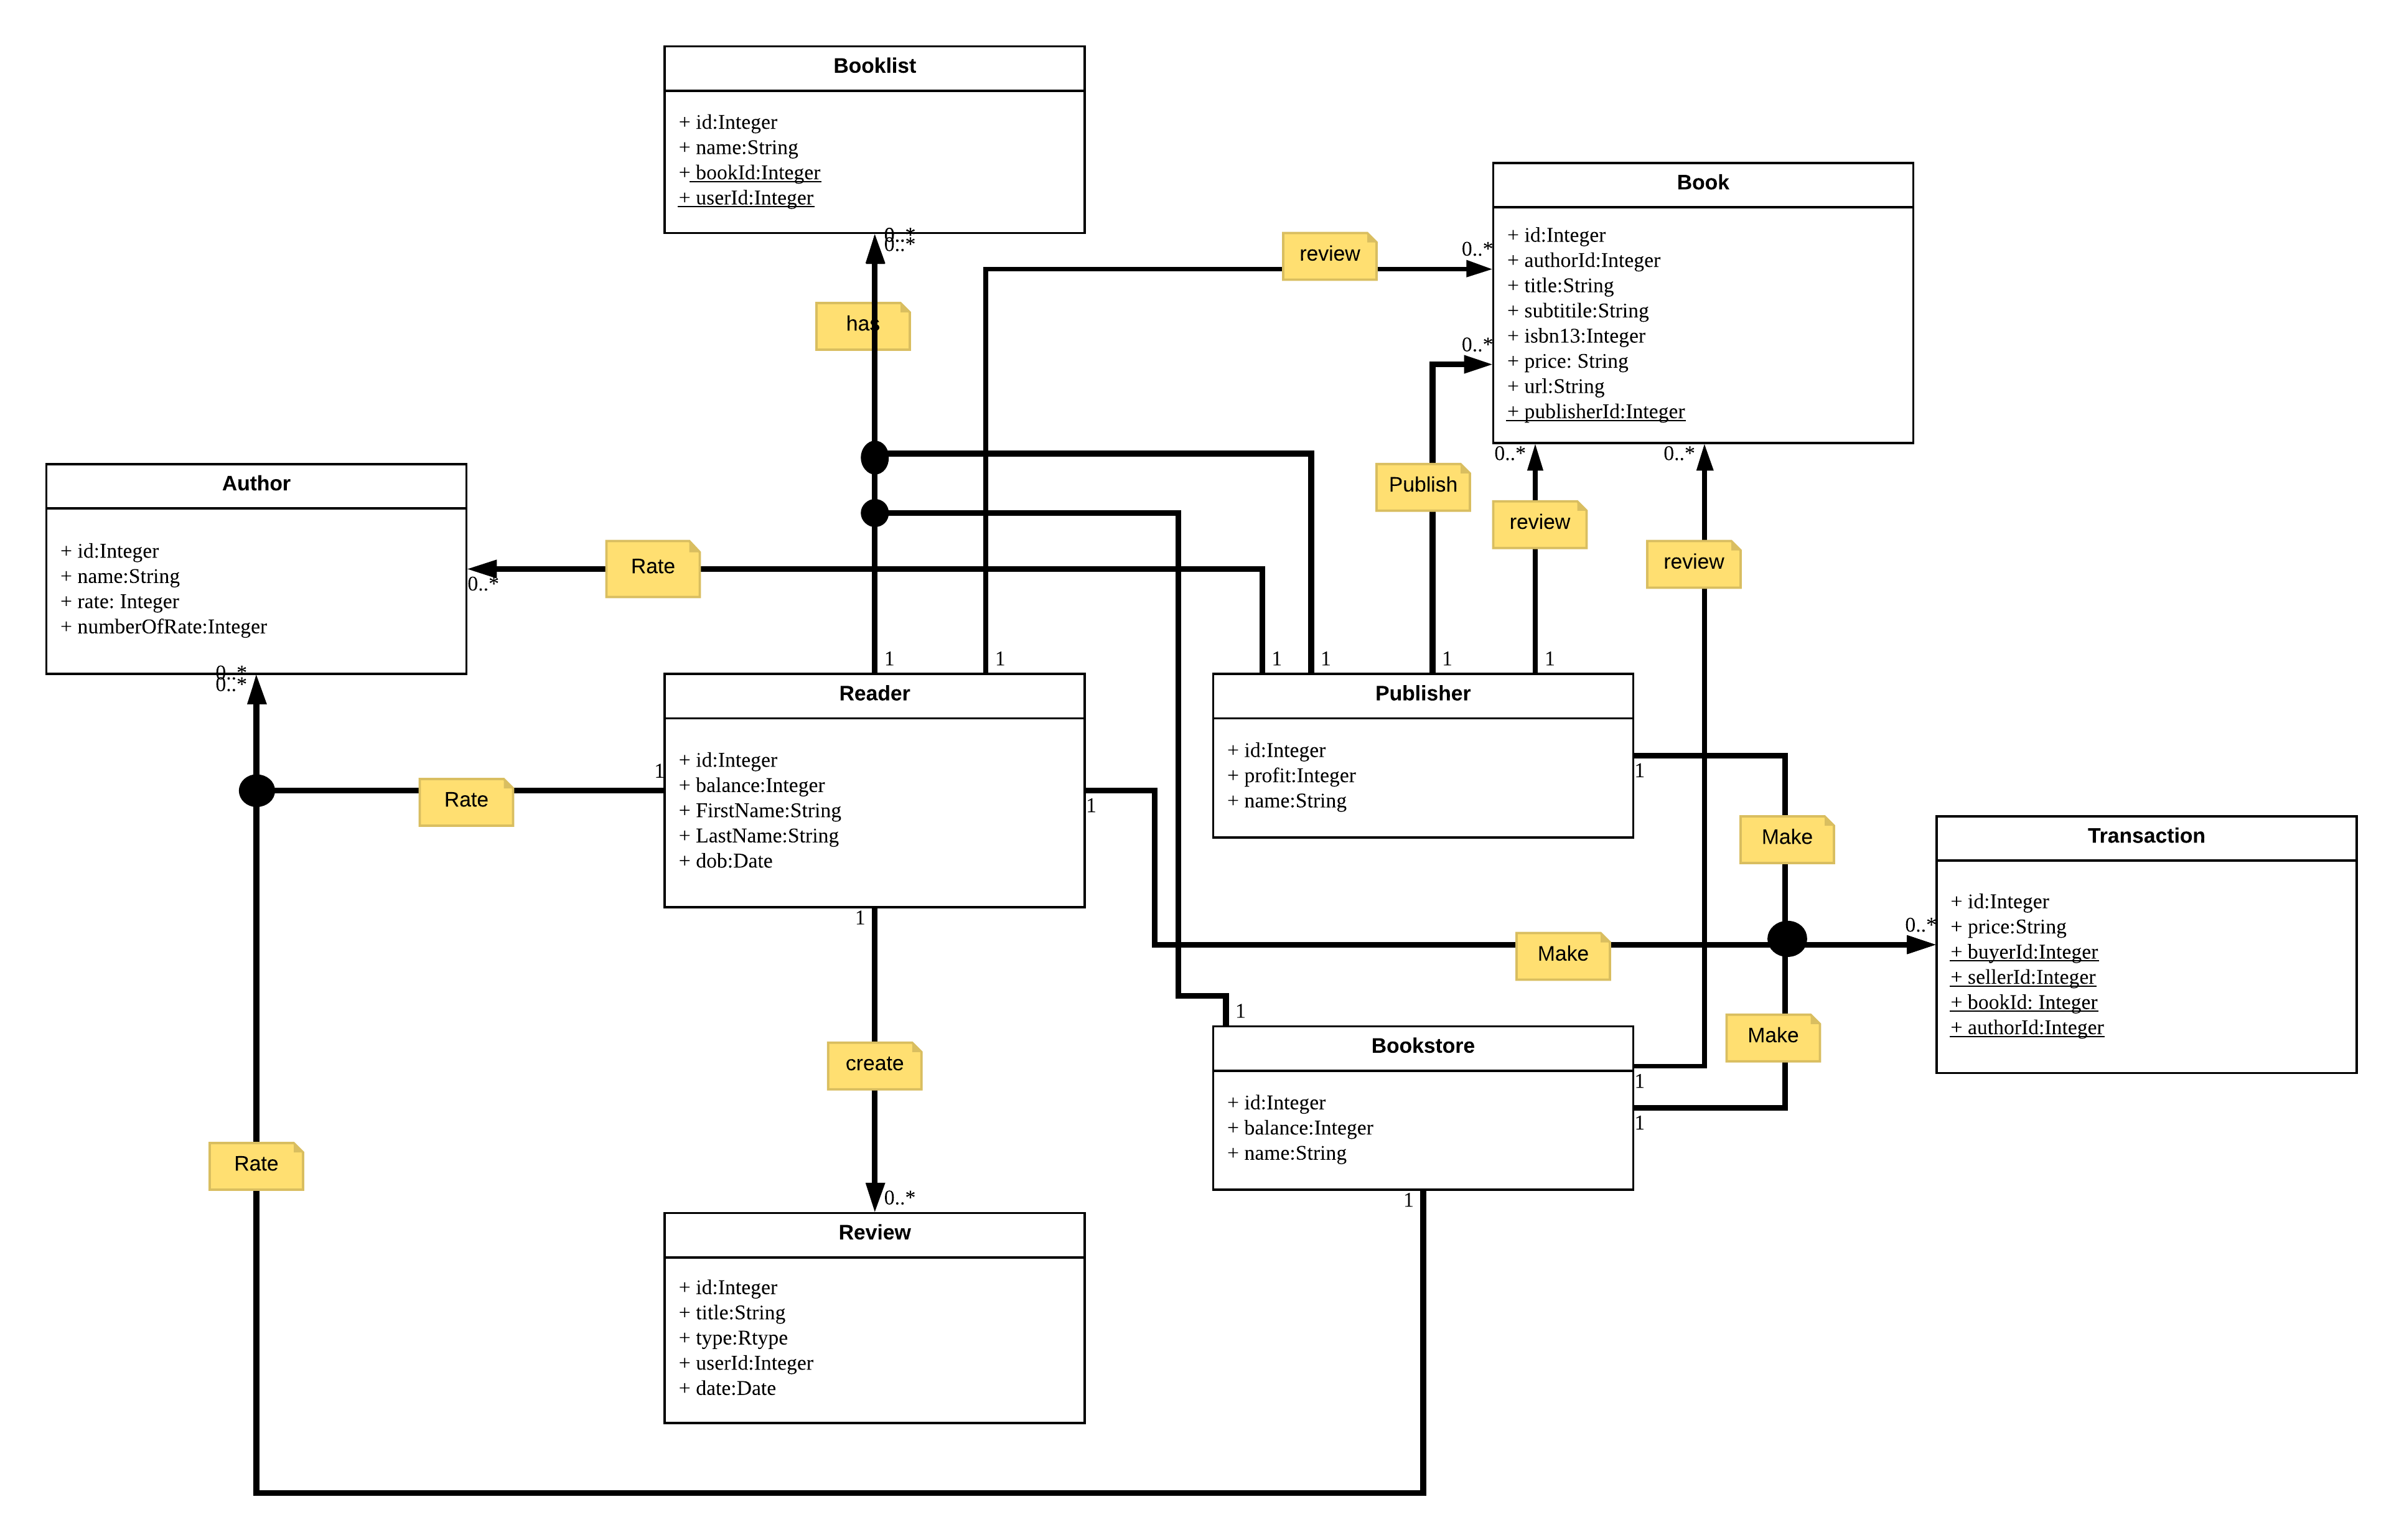 Booklist
+ id:Integer
+ name:String
+ bookId:Integer
+ userId:Integer
0..*
0..*
has
review
0..*
Book
+ id:Integer
+ authorId:Integer
+ title:String
+ subtitile:String
+ isbn13:Integer
+ price: String
+ url:String
+ publisherId:Integer
0..*
0..*
0..*
Publish
review
review
Author
+ id:Integer
+ name:String
+ rate: Integer
+ numberOfRate:Integer
0..*
0..*
0..*
Rate
1
1
1
1
1
1
Reader
+ id:Integer
+ balance:Integer
+ FirstName:String
+ LastName:String
+ dob:Date
1
1
1
Rate
Publisher
+ id:Integer
+ profit:Integer
+ name:String
1
Make
Make
Make
0..*
Transaction
+ id:Integer
+ price:String
+ buyerId:Integer
+ sellerId:Integer
+ bookId: Integer
+ authorId:Integer
1
Bookstore
+ id:Integer
+ balance:Integer
+ name:String
1
1
1
create
Rate
0..*
Review
+ id:Integer
+ title:String
+ type:Rtype
+ userId:Integer
+ date:Date